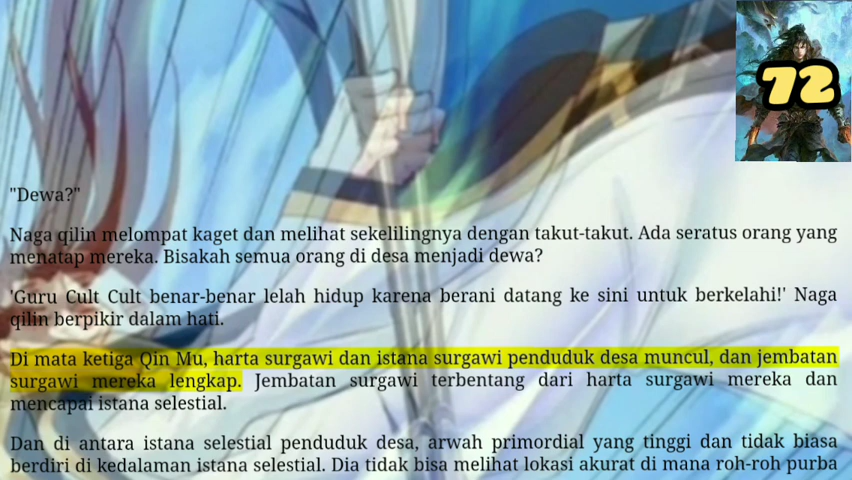 72
"Dewa?"
Naga qilin melompat kaget dan melihat sekelilingnya dengan takut-takut. Ada seratus orang yang
menatap mereka. Bisakah semua orang di desa menjadi dewa?
'Guru Cult Cult benar-benar lelah hidup karena berani datang ke sini untuk berkelahi!' Naga
qilin berpikir dalam hati.
Di mata ketiga Qin Mu, harta surgawi dan istana surgawi penduduk desa muncul, dan jembatan
surgawi mereka lengkap. Jembatan surgawi terbentang dari harta surgawi mereka dan
mencapai istana selestial.
Dan di antara istana selestial penduduk desa, arwah primordial yang tinggi dan tidak biasa
berdiri di kedalaman istana selestial. Dia tidak bisa melihat lokasi akurat di mana roh-roh purba